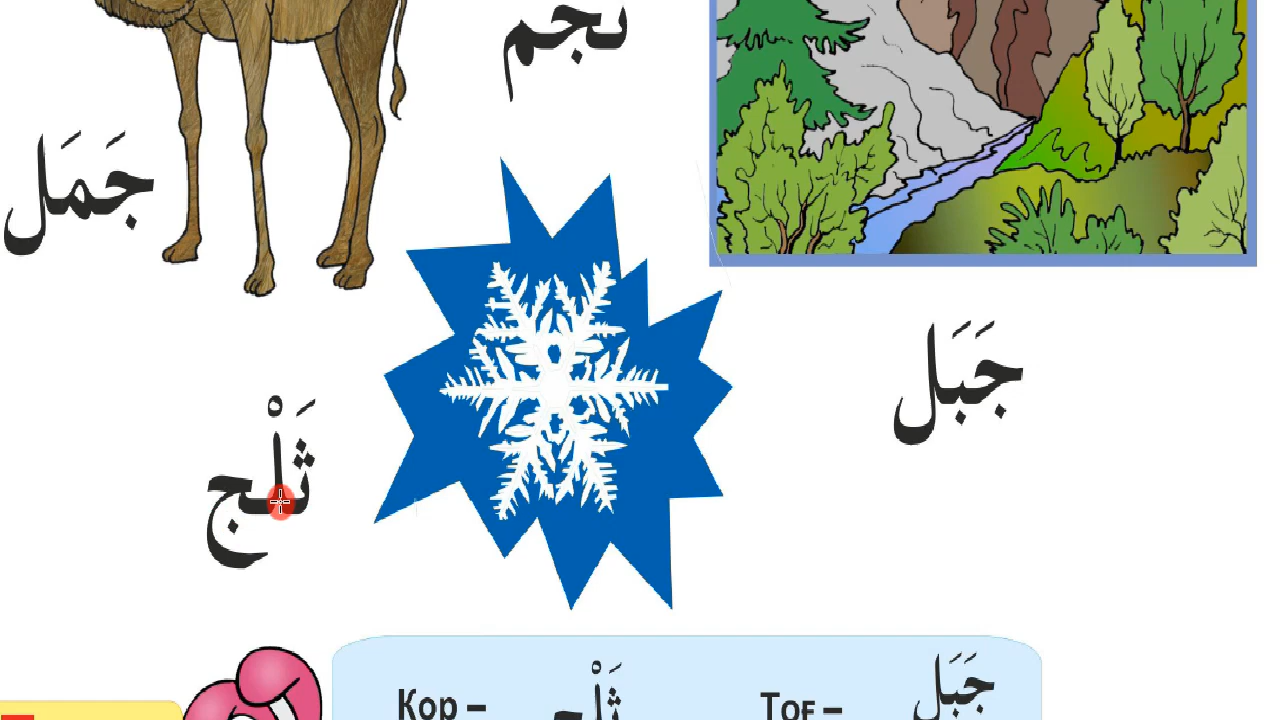 نجم
جَمَل
جَبَل
ثَلْج
جَبَل – Тоғ ثَلْج – Қор